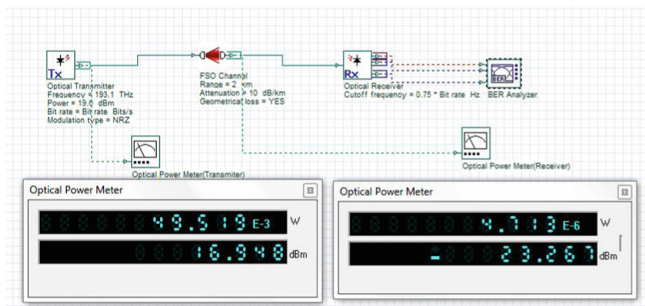 Tx
Optical Transmitter
Frequency = 193.1 THz
Power = 19.6 dBm
Bit rate = Bit rate Bits/s
Modulation type = NRZ
FSO Channel
Range = 2 km
Attenuation = 10 dB/km
Geometrical loss = YES
Rx
Optical Receiver
Cutoff frequency = 0.75 * Bit rate Hz
BER Analyzer
Optical Power Meter(Transmiter)
Optical Power Meter(Receiver)
Optical Power Meter
49.519 E-3 W
16.948 dBm
Optical Power Meter
4.713 E-6 W
- 23.267 dBm